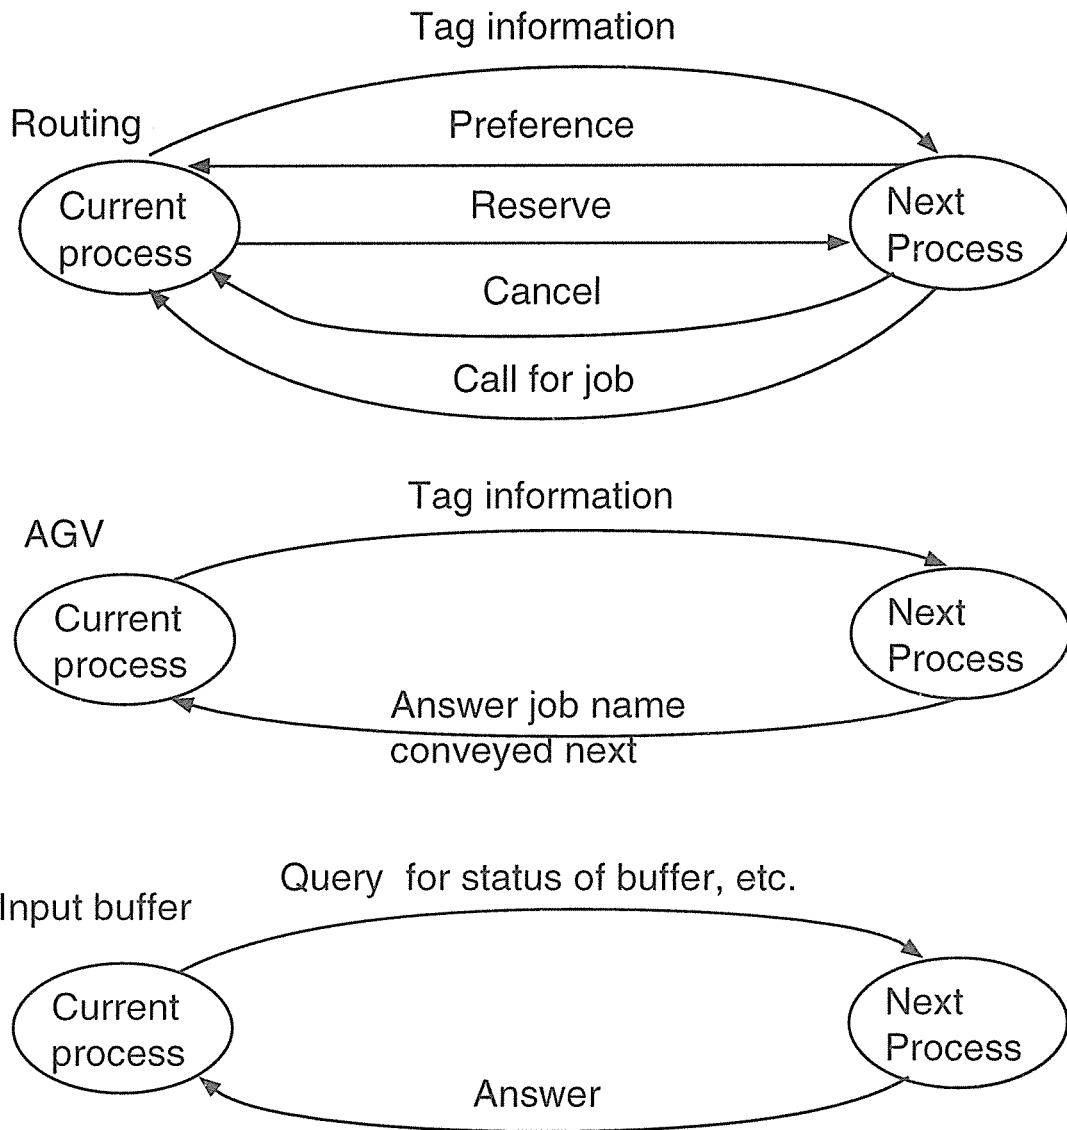 Tag information
Routing
Preference
Current
process
Reserve
Next
Process
Cancel
Call for job
Tag information
AGV
Current
process
Next
Process
Answer job name
conveyed next
Query for status of buffer, etc.
Input buffer
Current
process
Next
Process
Answer